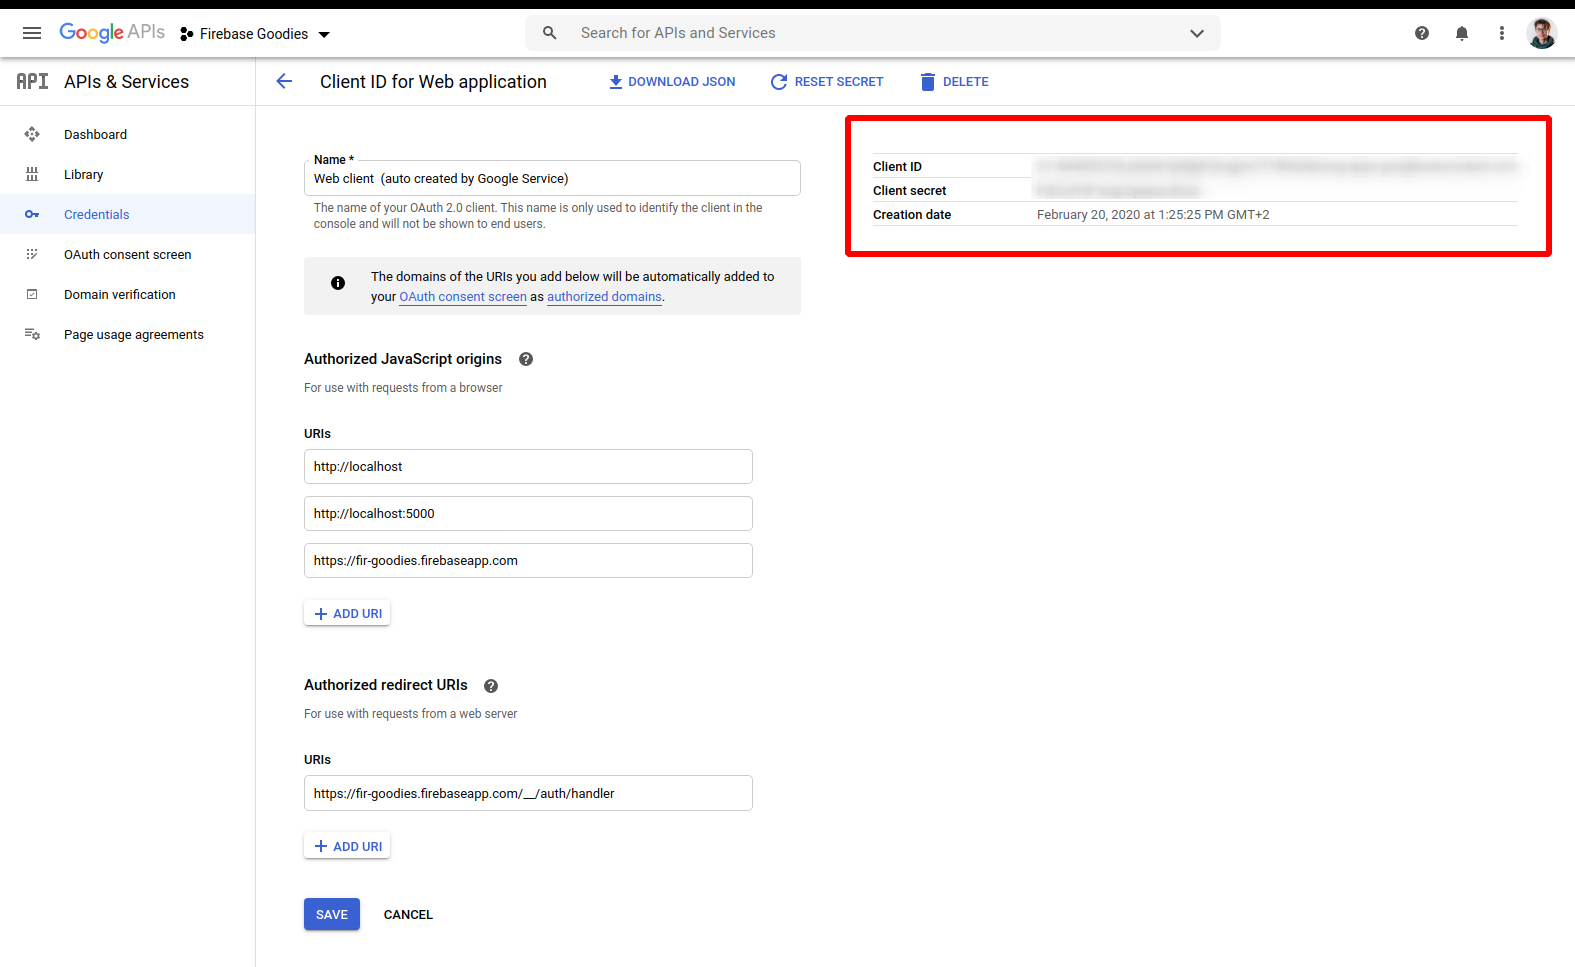 Google APIs Firebase Goodies Search for APIs and Services
API APIs & Services Client ID for Web application DOWNLOAD JSON RESET SECRET DELETE
Dashboard
Library
Credentials
OAuth consent screen
Domain verification
Page usage agreements
Name *
Web client (auto created by Google Service)
The name of your OAuth 2.0 client. This name is only used to identify the client in the
console and will not be shown to end users.
The domains of the URIs you add below will be automatically added to
your OAuth consent screen as authorized domains.
Authorized JavaScript origins
For use with requests from a browser
URIs
http://localhost
http://localhost:5000
https://fir-goodies.firebaseapp.com
ADD URI
Authorized redirect URIs
For use with requests from a web server
URIs
https://fir-goodies.firebaseapp.com/__/auth/handler
ADD URI
SAVE CANCEL
Client ID
Client secret
Creation date February 20, 2020 at 1:25:25 PM GMT+2